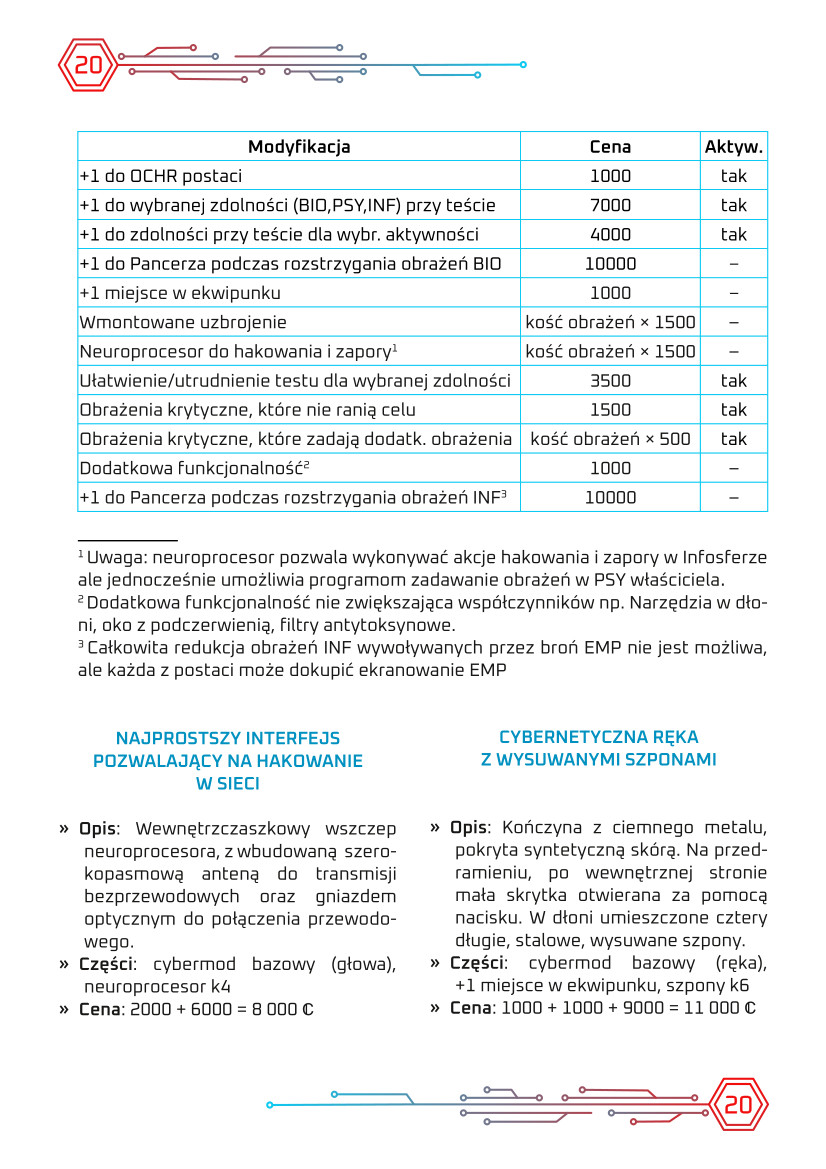 20
Modyfikacja Cena Aktyw.
+1 do OCHR postaci 1000 tak
+1 do wybranej zdolności (BIO,PSY,INF) przy teście 7000 tak
+1 do zdolności przy teście dla wybr. aktywności 4000 tak
+1 do Pancerza podczas rozstrzygania obrażeń BIO 10000 –
+1 miejsce w ekwipunku 1000 –
Wmontowane uzbrojenie kość obrażeń × 1500 –
Neuroprocesor do hakowania i zapory¹ kość obrażeń × 1500 –
Ułatwienie/utrudnienie testu dla wybranej zdolności 3500 tak
Obrażenia krytyczne, które nie ranią celu 1500 tak
Obrażenia krytyczne, które zadają dodatk. obrażenia kość obrażeń × 500 tak
Dodatkowa funkcjonalność² 1000 –
+1 do Pancerza podczas rozstrzygania obrażeń INF³ 10000 –
¹ Uwaga: neuroprocesor pozwala wykonywać akcje hakowania i zapory w Infosferze
ale jednocześnie umożliwia programom zadawanie obrażeń w PSY właściciela.
² Dodatkowa funkcjonalność nie zwiększająca współczynników np. Narzędzia w dło-
ni, oko z podczerwienią, filtry antytoksynowe.
³ Całkowita redukcja obrażeń INF wywoływanych przez broń EMP nie jest możliwa,
ale każda z postaci może dokupić ekranowanie EMP
NAJPROSTSZY INTERFEJS
POZWALAJĄCY NA HAKOWANIE
W SIECI
» Opis: Wewnętrzczaszkowy wszczep
neuroprocesora, z wbudowaną szero-
kopasmową anteną do transmisji
bezprzewodowych oraz gniazdem
optycznym do połączenia przewodo-
wego.
» Części: cybermod bazowy (głowa),
neuroprocesor k4
» Cena: 2000 + 6000 = 8 000 ₵
CYBERNETYCZNA RĘKA
Z WYSUWANYMI SZPONAMI
» Opis: Kończyna z ciemnego metalu,
pokryta syntetyczną skórą. Na przed-
ramieniu, po wewnętrznej stronie
mała skrytka otwierana za pomocą
nacisku. W dłoni umieszczone cztery
długie, stalowe, wysuwane szpony.
» Części: cybermod bazowy (ręka),
+1 miejsce w ekwipunku, szpony k6
» Cena: 1000 + 1000 + 9000 = 11 000 ₵
20